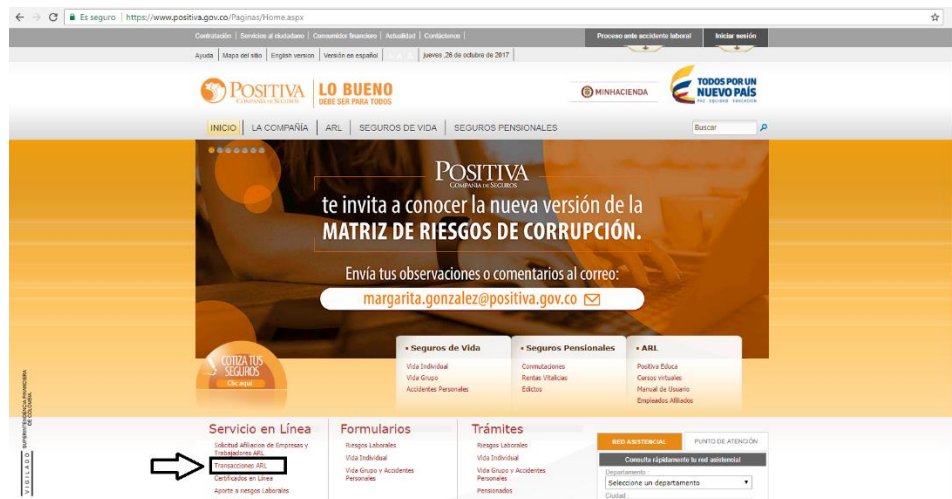 Es seguro | https://www.positiva.gov.co/Paginas/Home.aspx
Contratación | Servicios al ciudadano | Consumidor financiero | Actualidad | Contáctenos |
Proceso ante accidente laboral
Iniciar sesión
Ayuda | Mapa del sitio | English version | Versión en español |
jueves ,26 de octubre de 2017
POSITIVA
COMPAÑÍA DE SEGUROS
LO BUENO
DEBE SER PARA TODOS
MINHACIENDA
TODOS POR UN
NUEVO PAÍS
PAZ EQUIDAD EDUCACIÓN
INICIO | LA COMPAÑÍA | ARL | SEGUROS DE VIDA | SEGUROS PENSIONALES
Buscar
POSITIVA
COMPAÑÍA DE SEGUROS
te invita a conocer la nueva versión de la
MATRIZ DE RIESGOS DE CORRUPCIÓN.
Envía tus observaciones o comentarios al correo:
margarita.gonzalez@positiva.gov.co
COTIZA TUS
SEGUROS
Clic aquí
Seguros de Vida
Vida Individual
Vida Grupo
Accidentes Personales
Seguros Pensionales
Conmutaciones
Rentas Vitalicias
Edictos
ARL
Positiva Educa
Cursos virtuales
Manual de Usuario
Empleados Afiliados
VIGILADO SUPERINTENDENCIA FINANCIERA
DE COLOMBIA
Servicio en Línea
Solicitud Afiliacion de Empresas y
Trabajadores ARL
Transacciones ARL
Certificados en Línea
Aporte a riesgos Laborales
Formularios
Riesgos Laborales
Vida Individual
Vida Grupo y Accidentes
Personales
Trámites
Riesgos Laborales
Vida Individual
Vida Grupo y Accidentes
Personales
Pensionados
RED ASISTENCIAL
PUNTO DE ATENCIÓN
Consulta rápidamente tu red asistencial
Departamento :
Seleccione un departamento
Ciudad :